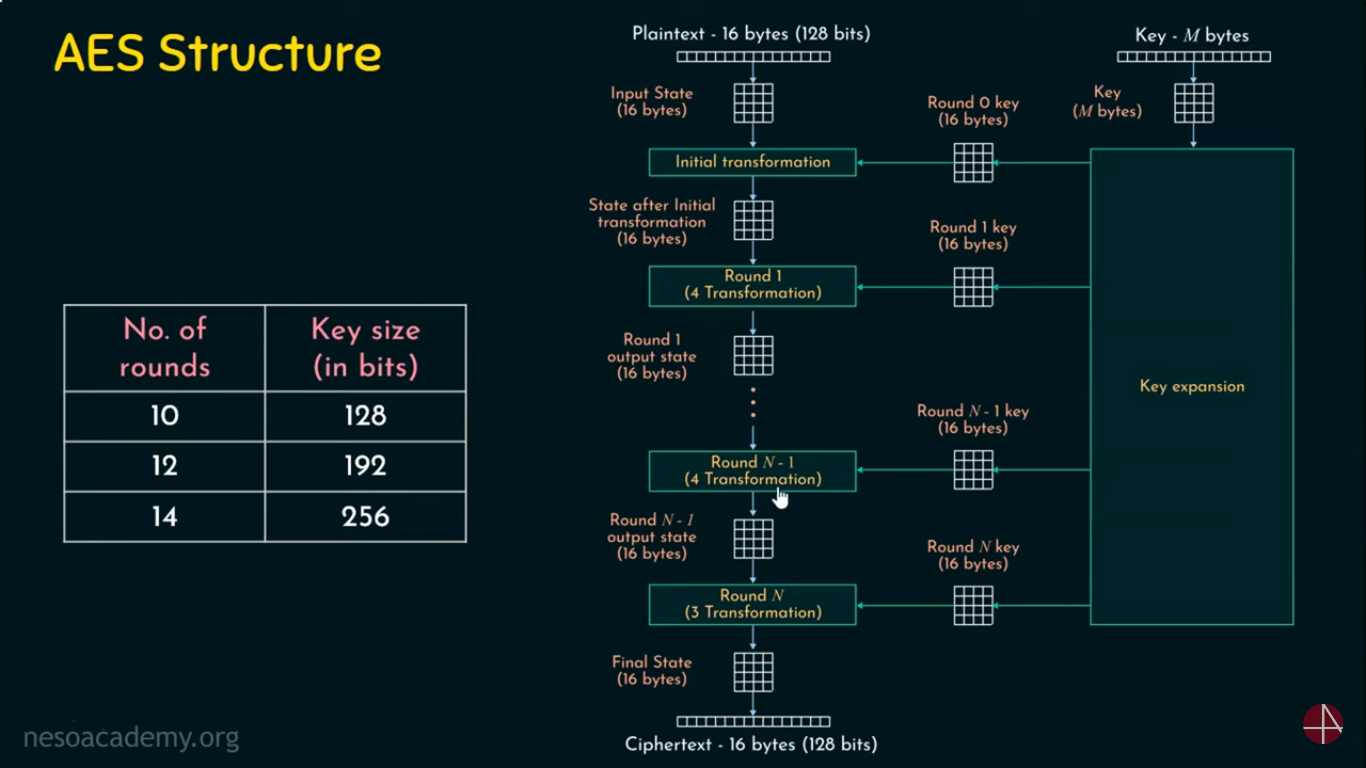 AES Structure
No. of
rounds
Key size
(in bits)
10
128
12
192
14
256
Plaintext - 16 bytes (128 bits)
Input State
(16 bytes)
Initial transformation
State after Initial
transformation
(16 bytes)
Round 1
(4 Transformation)
Round 1
output state
(16 bytes)
Round N - 1
(4 Transformation)
Round N - 1
output state
(16 bytes)
Round N
(3 Transformation)
Final State
(16 bytes)
Ciphertext - 16 bytes (128 bits)
Round 0 key
(16 bytes)
Round 1 key
(16 bytes)
Round N - 1 key
(16 bytes)
Round N key
(16 bytes)
Key - M bytes
Key
(M bytes)
Key expansion
nesoacademy.org